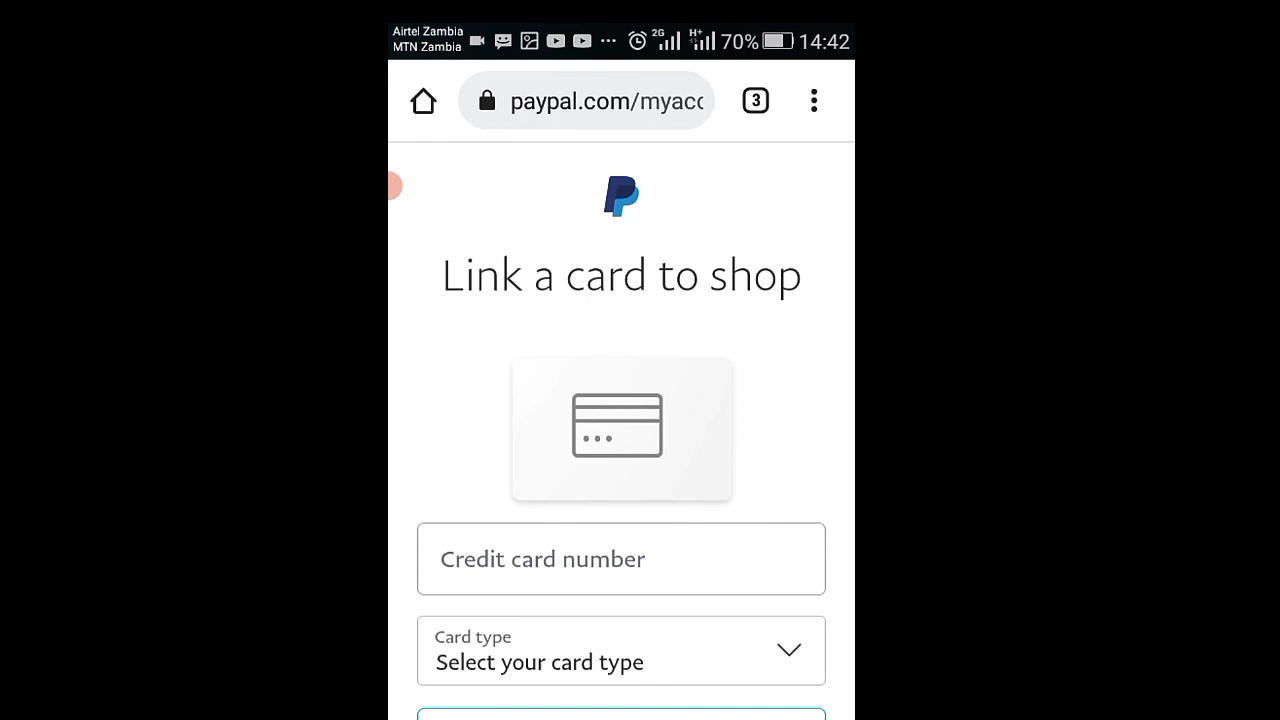 Airtel Zambia
MTN Zambia
2G H+ 70% 14:42
paypal.com/myacc
3
Link a card to shop
Credit card number
Card type
Select your card type